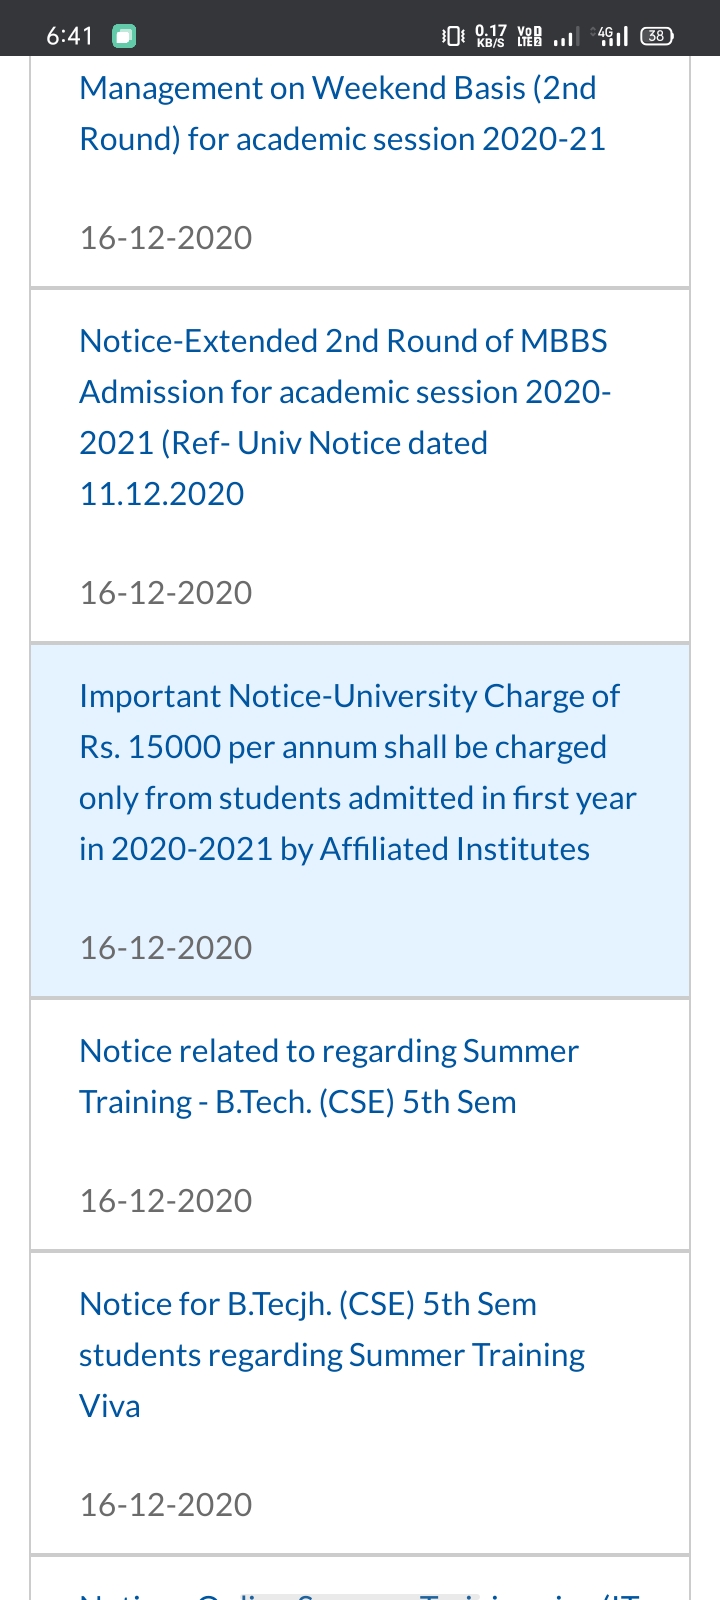 6:41
0.17 KB/S VoD LTE2 4G 38
Management on Weekend Basis (2nd
Round) for academic session 2020-21
16-12-2020
Notice-Extended 2nd Round of MBBS
Admission for academic session 2020-
2021 (Ref- Univ Notice dated
11.12.2020
16-12-2020
Important Notice-University Charge of
Rs. 15000 per annum shall be charged
only from students admitted in first year
in 2020-2021 by Affiliated Institutes
16-12-2020
Notice related to regarding Summer
Training - B.Tech. (CSE) 5th Sem
16-12-2020
Notice for B.Tecjh. (CSE) 5th Sem
students regarding Summer Training
Viva
16-12-2020